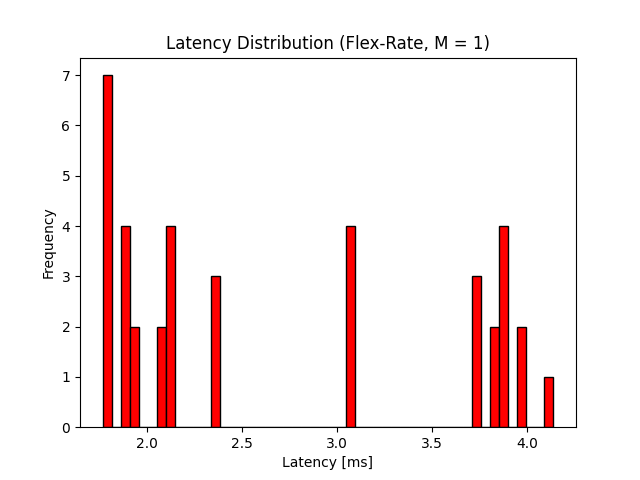 Latency Distribution (Flex-Rate, M = 1)
7
6
5
4
3
2
1
0
Frequency
2.0 2.5 3.0 3.5 4.0
Latency [ms]